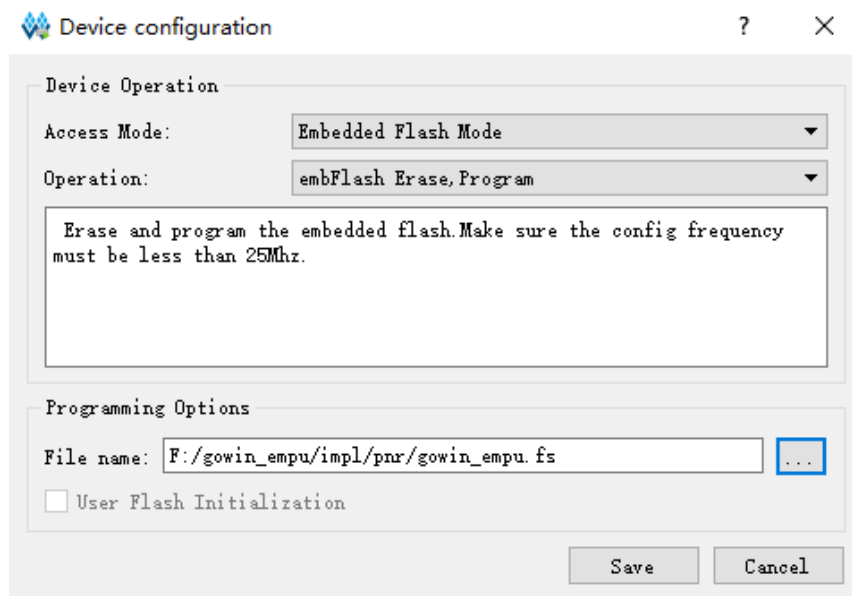 Device configuration ?
Device Operation
Access Mode: Embedded Flash Mode
Operation: embFlash Erase,Program
Erase and program the embedded flash.Make sure the config frequency
must be less than 25Mhz.
Programming Options
File name: F:/gowin_empu/impl/pnr/gowin_empu.fs ...
User Flash Initialization
Save Cancel